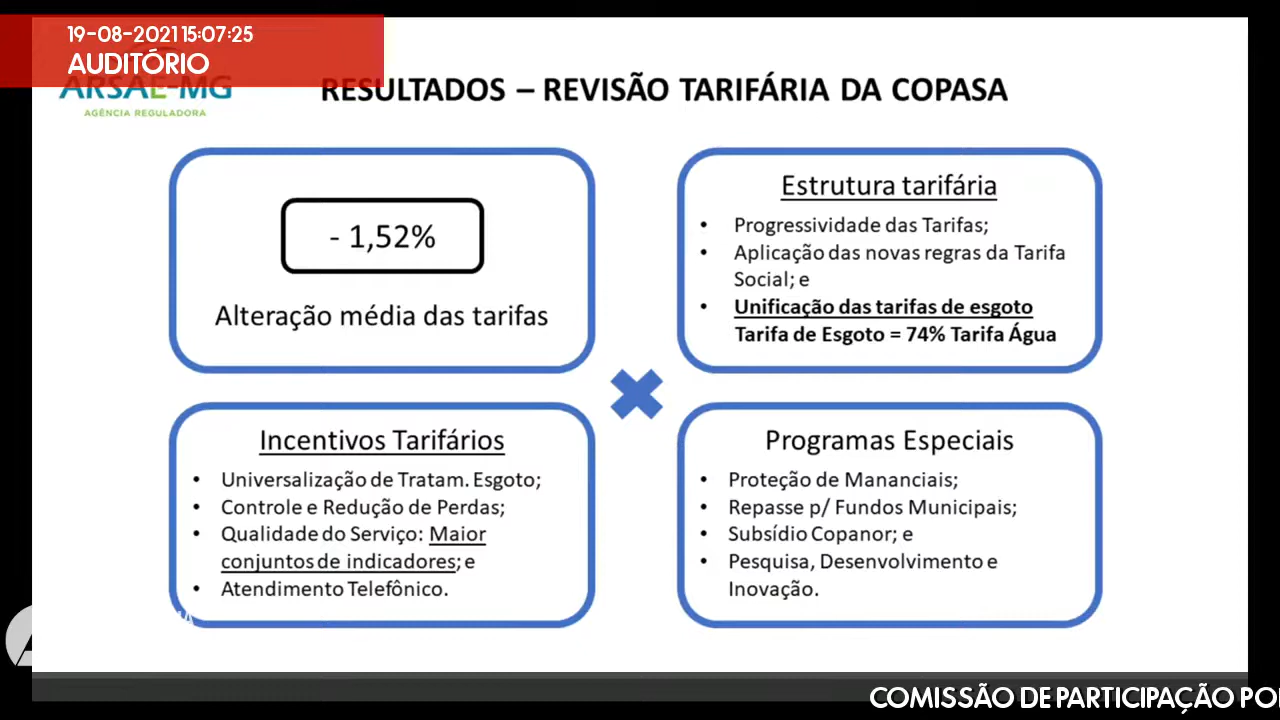 19-08-2021 15:07:25
AUDITÓRIO
ARSAE-MG
AGÊNCIA REGULADORA
RESULTADOS – REVISÃO TARIFÁRIA DA COPASA
- 1,52%
Alteração média das tarifas
Estrutura tarifária
• Progressividade das Tarifas;
• Aplicação das novas regras da Tarifa
Social; e
• Unificação das tarifas de esgoto
Tarifa de Esgoto = 74% Tarifa Água
Incentivos Tarifários
• Universalização de Tratam. Esgoto;
• Controle e Redução de Perdas;
• Qualidade do Serviço: Maior
conjuntos de indicadores; e
• Atendimento Telefônico.
Programas Especiais
• Proteção de Mananciais;
• Repasse p/ Fundos Municipais;
• Subsídio Copanor; e
• Pesquisa, Desenvolvimento e
Inovação.
COMISSÃO DE PARTICIPAÇÃO PO